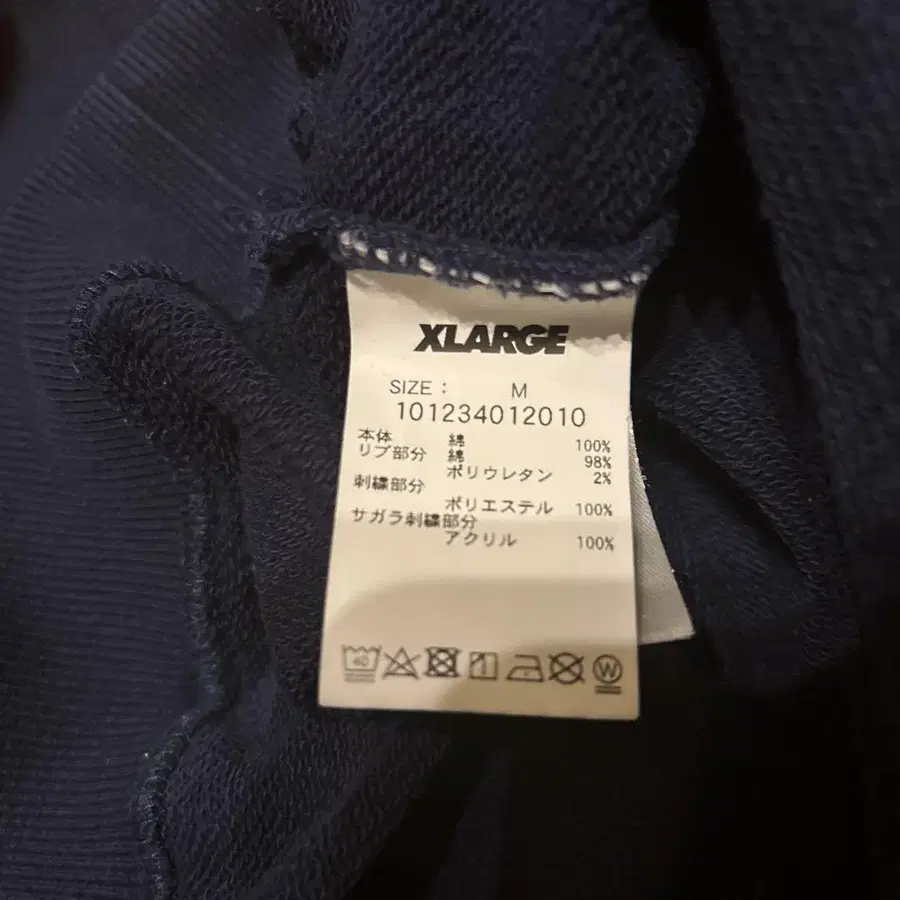 XLARGE
SIZE : M
101234012010
本体 綿 100%
リブ部分 綿 98%
ポリウレタン 2%
刺繍部分
ポリエステル 100%
サガラ刺繍部分
アクリル 100%
40 W